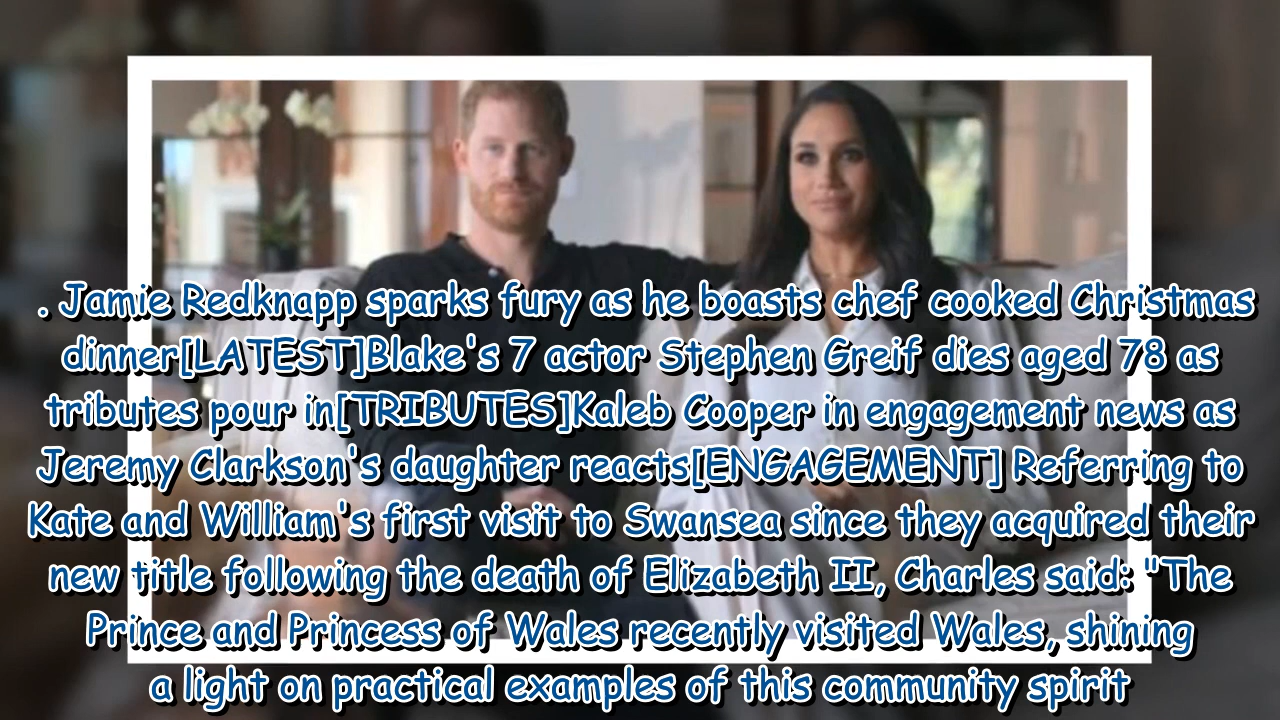 . Jamie Redknapp sparks fury as he boasts chef cooked Christmas
dinner[LATEST]Blake's 7 actor Stephen Greif dies aged 78 as
tributes pour in[TRIBUTES]Kaleb Cooper in engagement news as
Jeremy Clarkson's daughter reacts[ENGAGEMENT] Referring to
Kate and William's first visit to Swansea since they acquired their
new title following the death of Elizabeth II, Charles said: "The
Prince and Princess of Wales recently visited Wales, shining
a light on practical examples of this community spirit